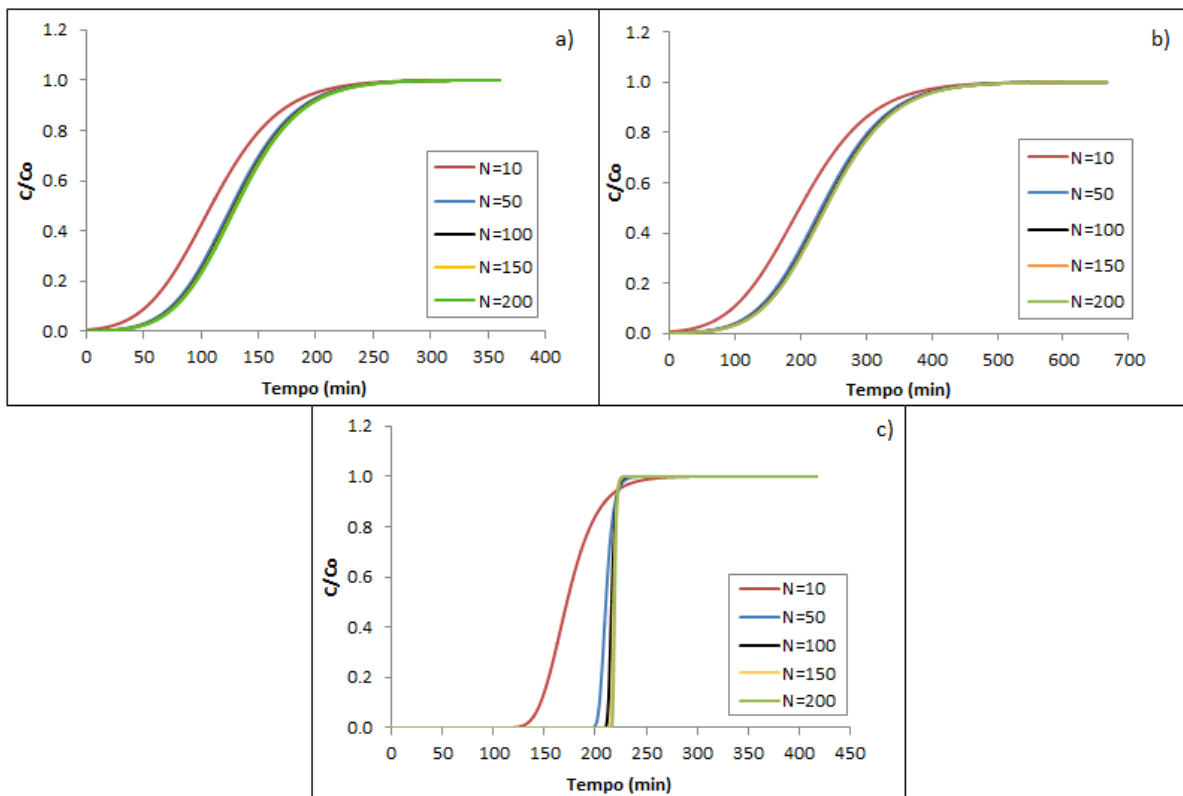 a)
C/Co
1.2
1.0
0.8
0.6
0.4
0.2
0.0
0 50 100 150 200 250 300 350 400
Tempo (min)
N=10
N=50
N=100
N=150
N=200
b)
C/Co
1.2
1.0
0.8
0.6
0.4
0.2
0.0
0 100 200 300 400 500 600 700
Tempo (min)
N=10
N=50
N=100
N=150
N=200
c)
C/Co
1.2
1.0
0.8
0.6
0.4
0.2
0.0
0 50 100 150 200 250 300 350 400 450
Tempo (min)
N=10
N=50
N=100
N=150
N=200